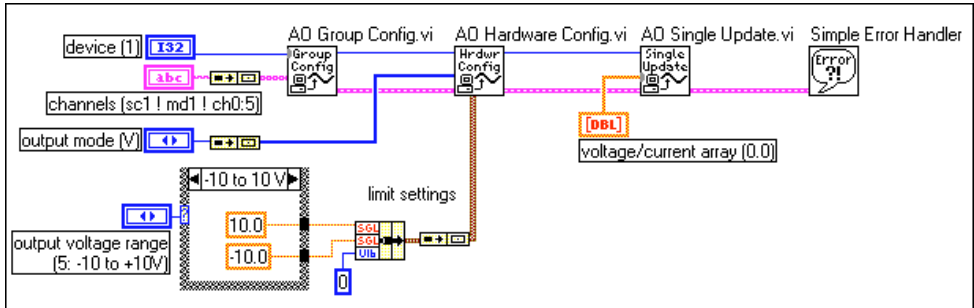 AO Group Config.vi
AO Hardware Config.vi
AO Single Update.vi
Simple Error Handler
device (1)
I32
Group
Config
Hrdwr
Config
Single
Update
Error
?!
abc
channels (sc1 ! md1 ! ch0:5)
[DBL]
output mode (V)
voltage/current array (0.0)
-10 to 10 V
limit settings
?
10.0
-10.0
SGL
SGL
U16
output voltage range
(5: -10 to +10V)
0